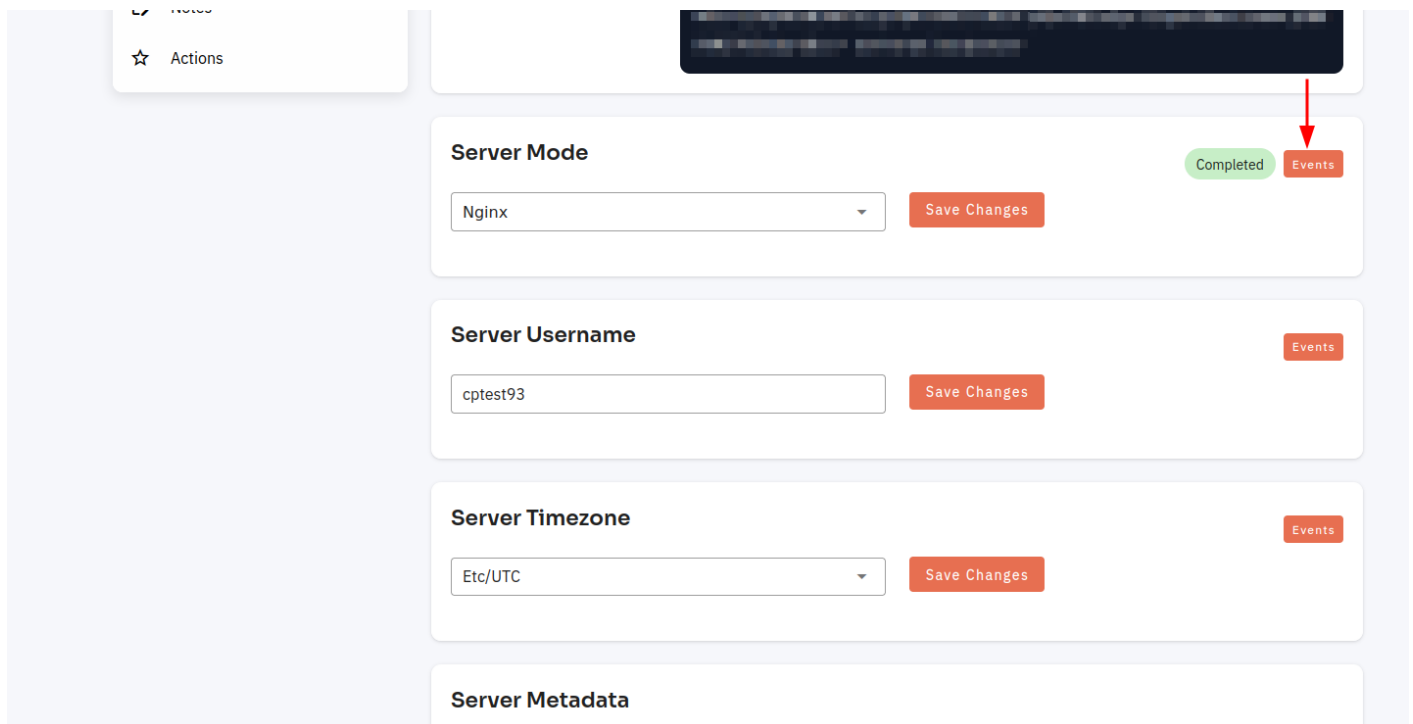 Notes
Actions
Server Mode
Completed
Events
Nginx
Save Changes
Server Username
Events
cptest93
Save Changes
Server Timezone
Events
Etc/UTC
Save Changes
Server Metadata